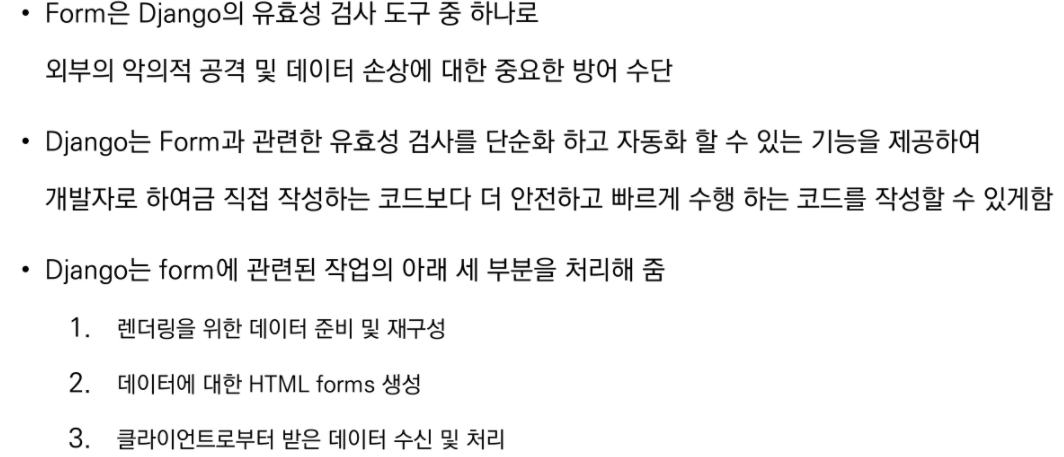 • Form은 Django의 유효성 검사 도구 중 하나로
외부의 악의적 공격 및 데이터 손상에 대한 중요한 방어 수단
• Django는 Form과 관련한 유효성 검사를 단순화 하고 자동화 할 수 있는 기능을 제공하여
개발자로 하여금 직접 작성하는 코드보다 더 안전하고 빠르게 수행 하는 코드를 작성할 수 있게함
• Django는 form에 관련된 작업의 아래 세 부분을 처리해 줌
1. 렌더링을 위한 데이터 준비 및 재구성
2. 데이터에 대한 HTML forms 생성
3. 클라이언트로부터 받은 데이터 수신 및 처리